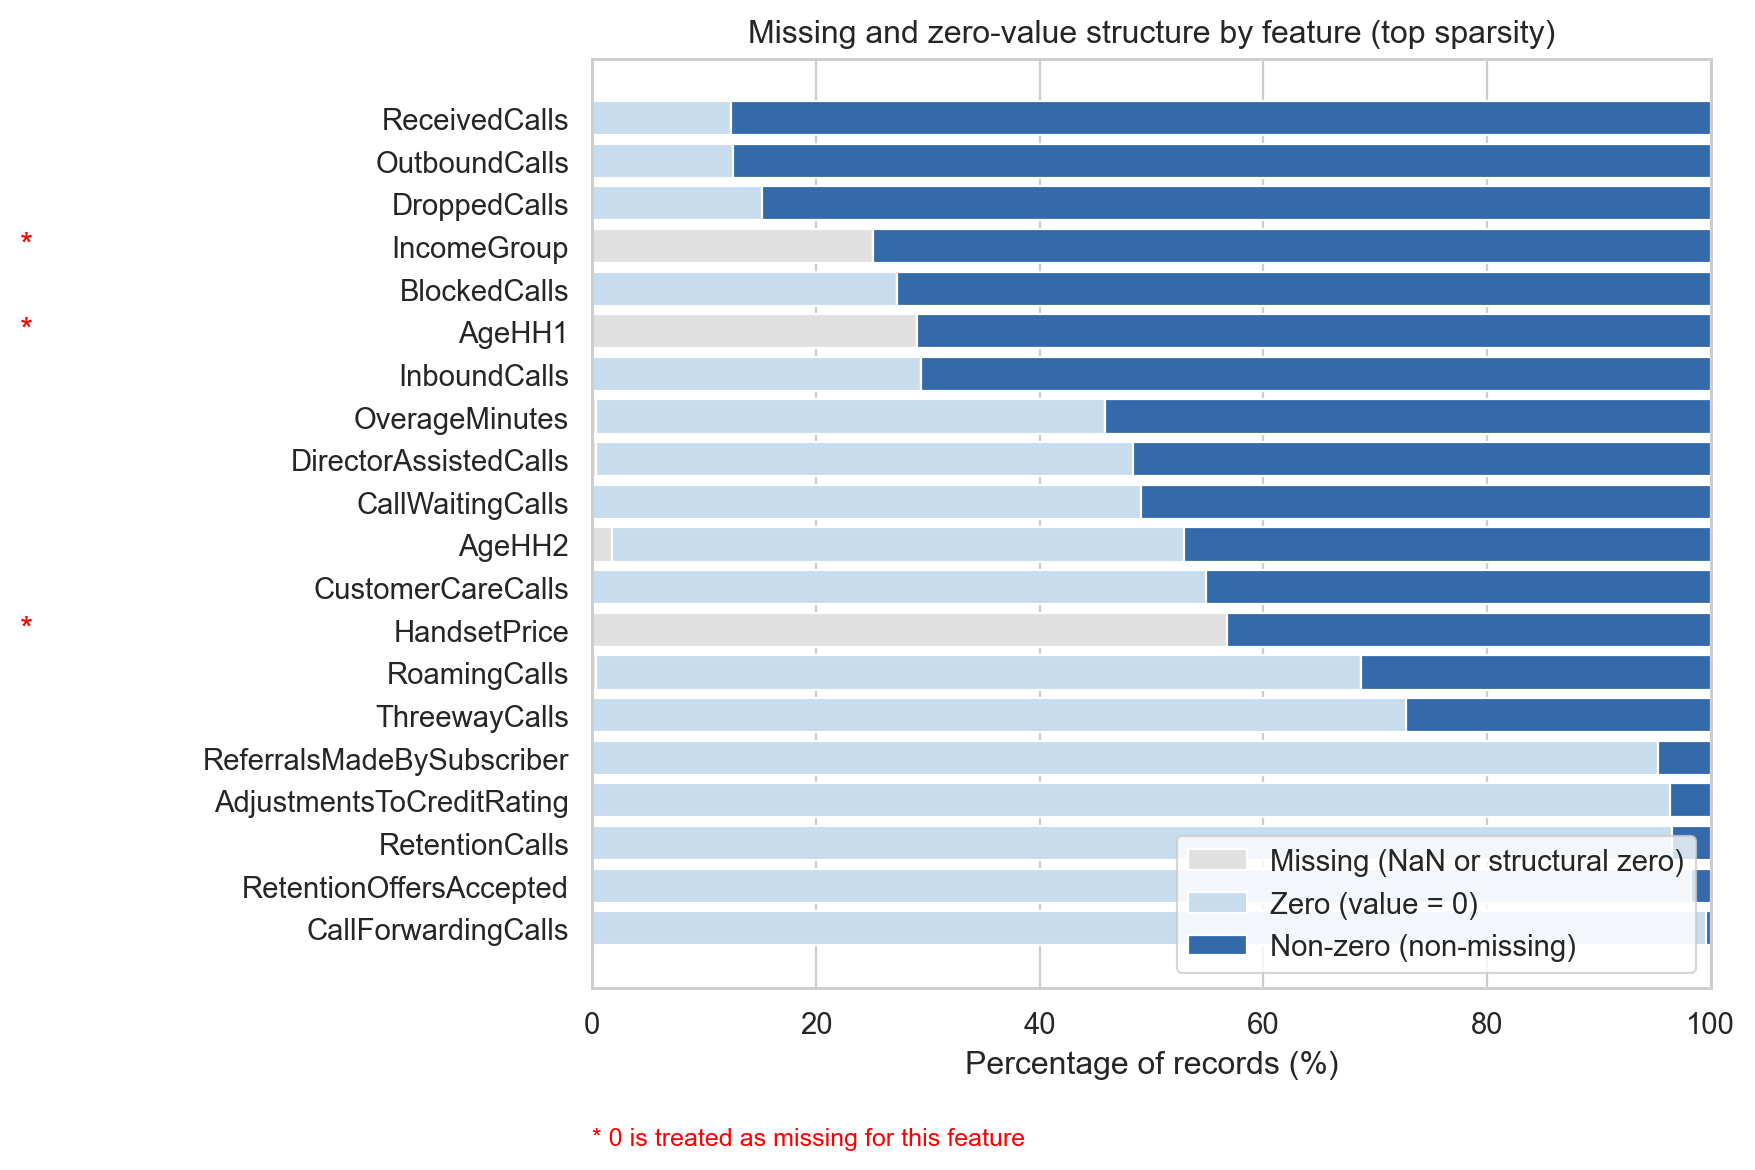 Missing and zero-value structure by feature (top sparsity)
ReceivedCalls
OutboundCalls
DroppedCalls
* IncomeGroup
BlockedCalls
* AgeHH1
InboundCalls
OverageMinutes
DirectorAssistedCalls
CallWaitingCalls
AgeHH2
CustomerCareCalls
* HandsetPrice
RoamingCalls
ThreewayCalls
ReferralsMadeBySubscriber
AdjustmentsToCreditRating
RetentionCalls
RetentionOffersAccepted
CallForwardingCalls
Missing (NaN or structural zero)
Zero (value = 0)
Non-zero (non-missing)
0 20 40 60 80 100
Percentage of records (%)
* 0 is treated as missing for this feature